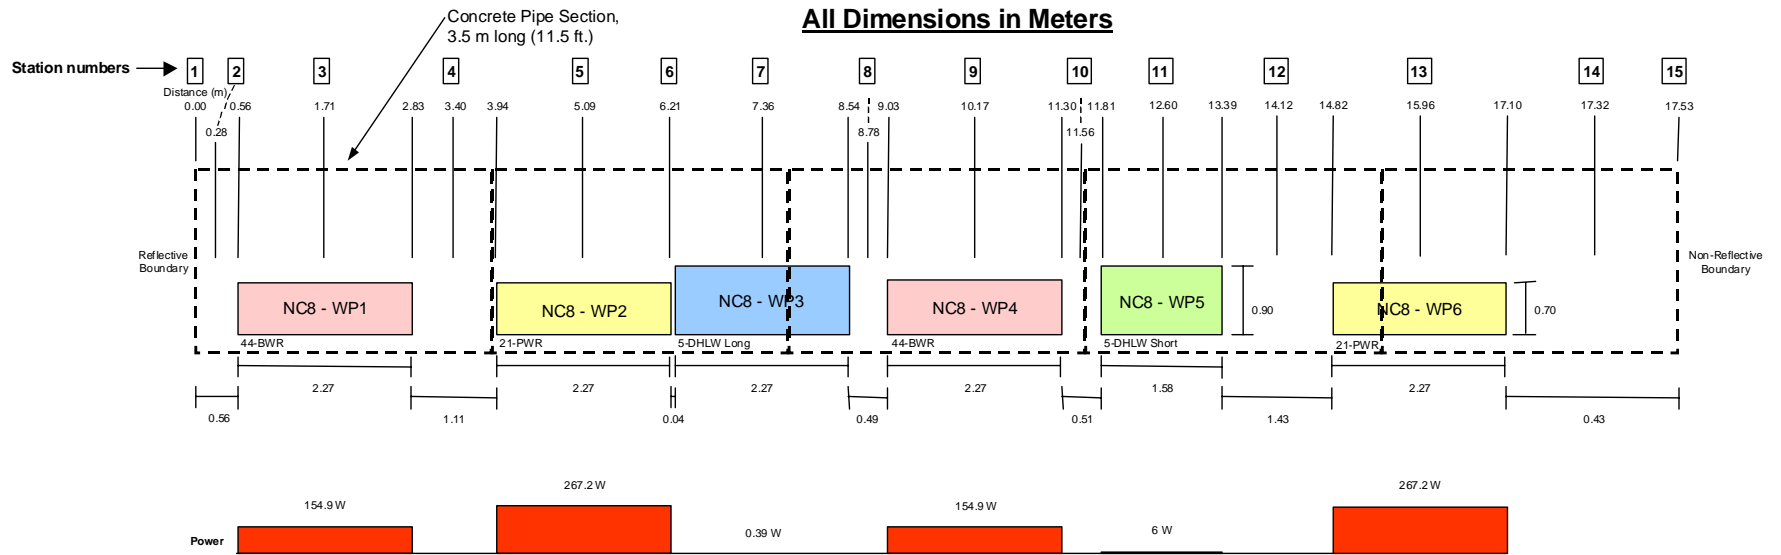 All Dimensions in Meters
Concrete Pipe Section,
3.5 m long (11.5 ft.)
Station numbers
1 2 3 4 5 6 7 8 9 10 11 12 13 14 15
Distance (m)
0.00 0.56 1.71 2.83 3.40 3.94 5.09 6.21 7.36 8.54 9.03 10.17 11.30 11.81 12.60 13.39 14.12 14.82 15.96 17.10 17.32 17.53
0.28 8.78 11.56
Reflective
Boundary
Non-Reflective
Boundary
NC8 - WP1 NC8 - WP2 NC8 - WP3 NC8 - WP4 NC8 - WP5 NC8 - WP6
0.90 0.70
44-BWR 21-PWR 5-DHLW Long 44-BWR 5-DHLW Short 21-PWR
2.27 2.27 2.27 2.27 1.58 2.27
0.56 1.11 0.04 0.49 0.51 1.43 0.43
154.9 W 267.2 W 0.39 W 154.9 W 6 W 267.2 W
Power